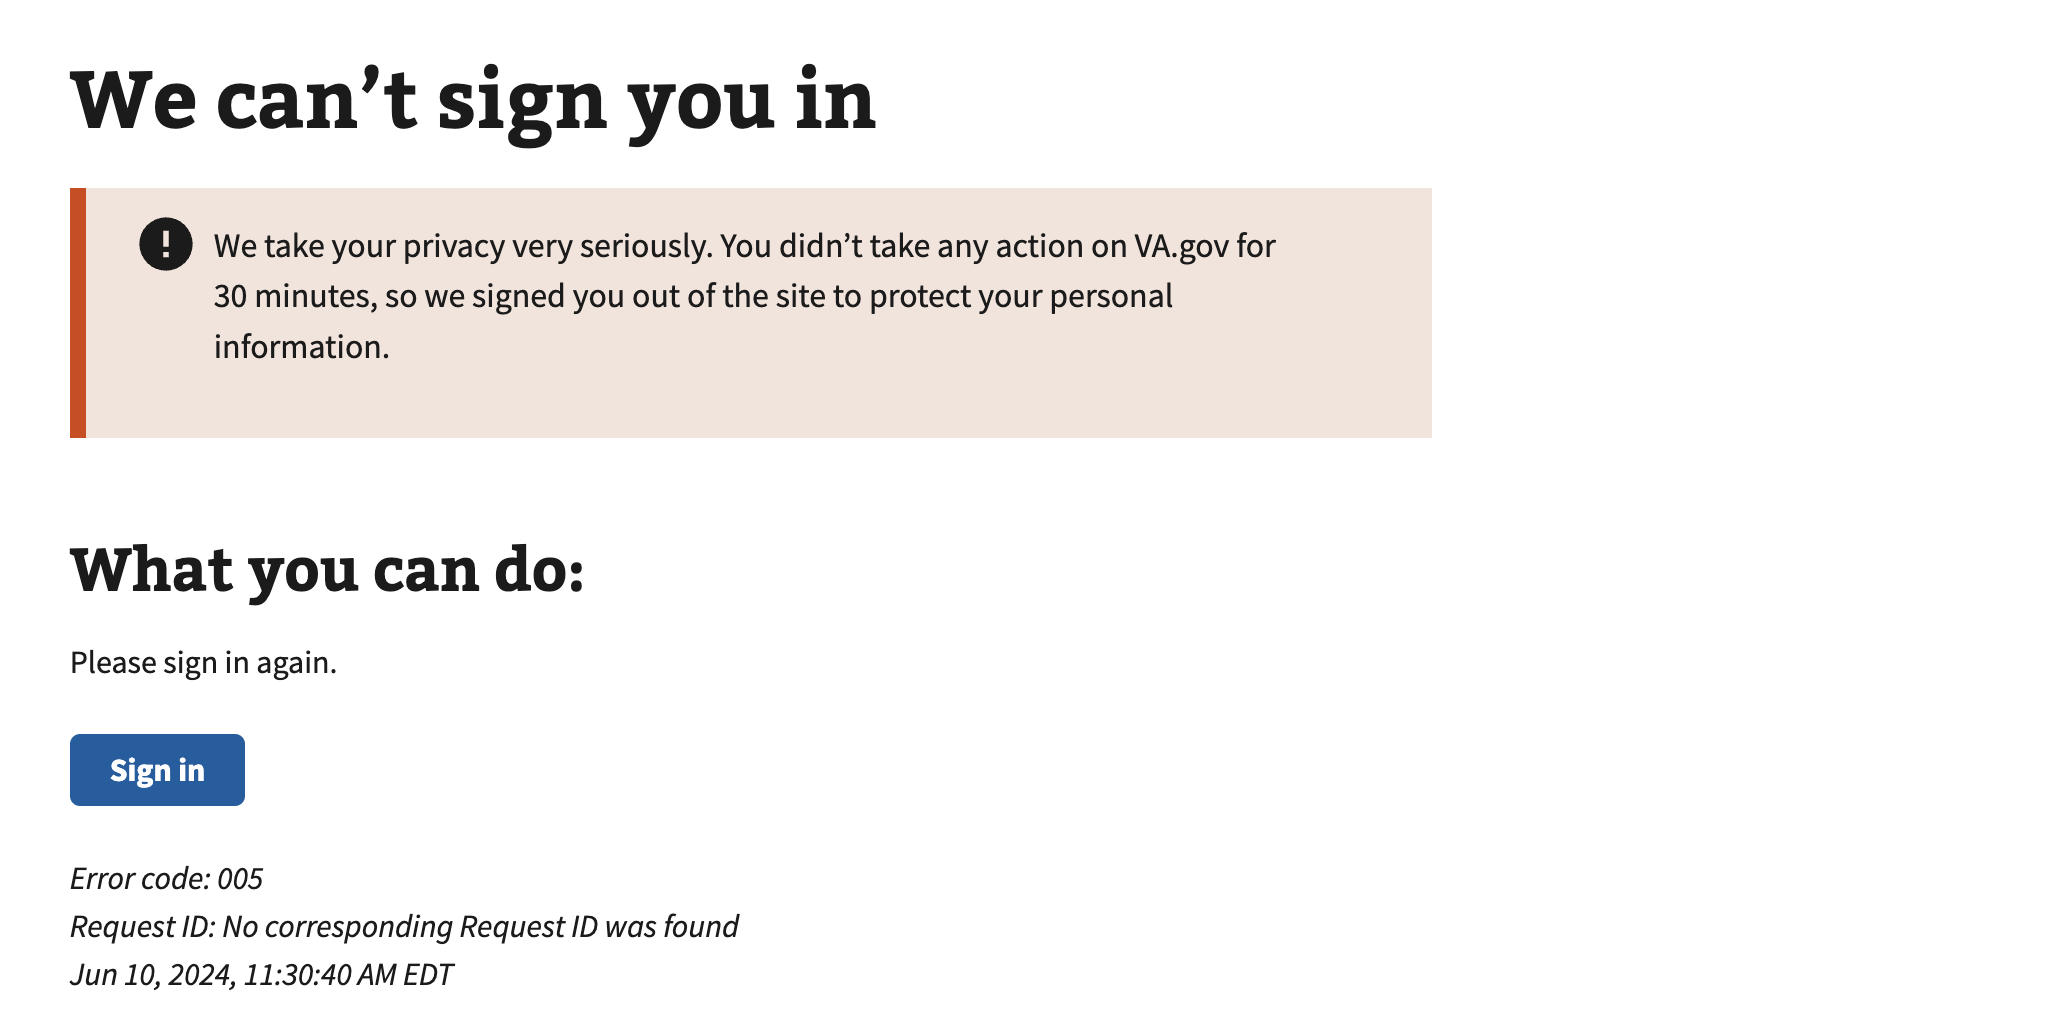 We can’t sign you in
We take your privacy very seriously. You didn’t take any action on VA.gov for
30 minutes, so we signed you out of the site to protect your personal
information.
What you can do:
Please sign in again.
Sign in
Error code: 005
Request ID: No corresponding Request ID was found
Jun 10, 2024, 11:30:40 AM EDT